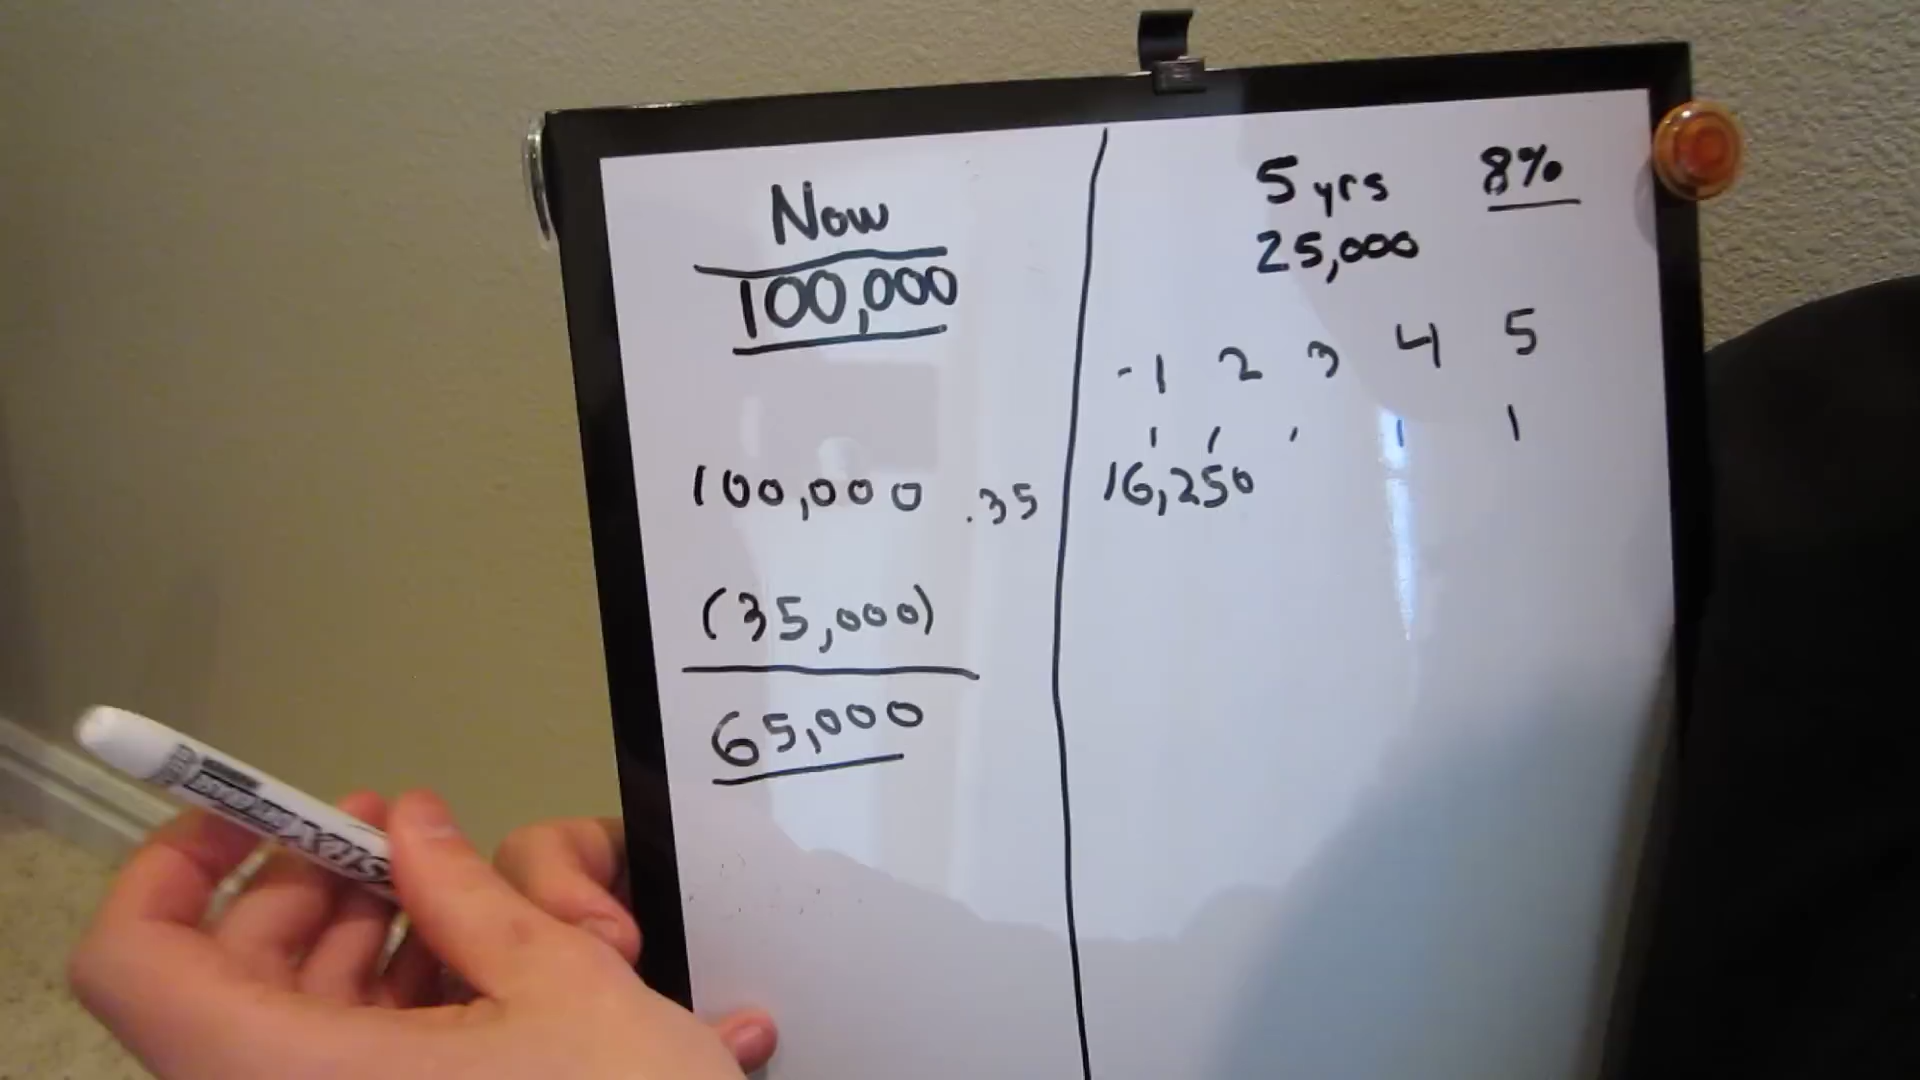 Now
100,000
100,000 .35
(35,000)
65,000
5 yrs 8%
25,000
- 1 2 3 4 5
16,250